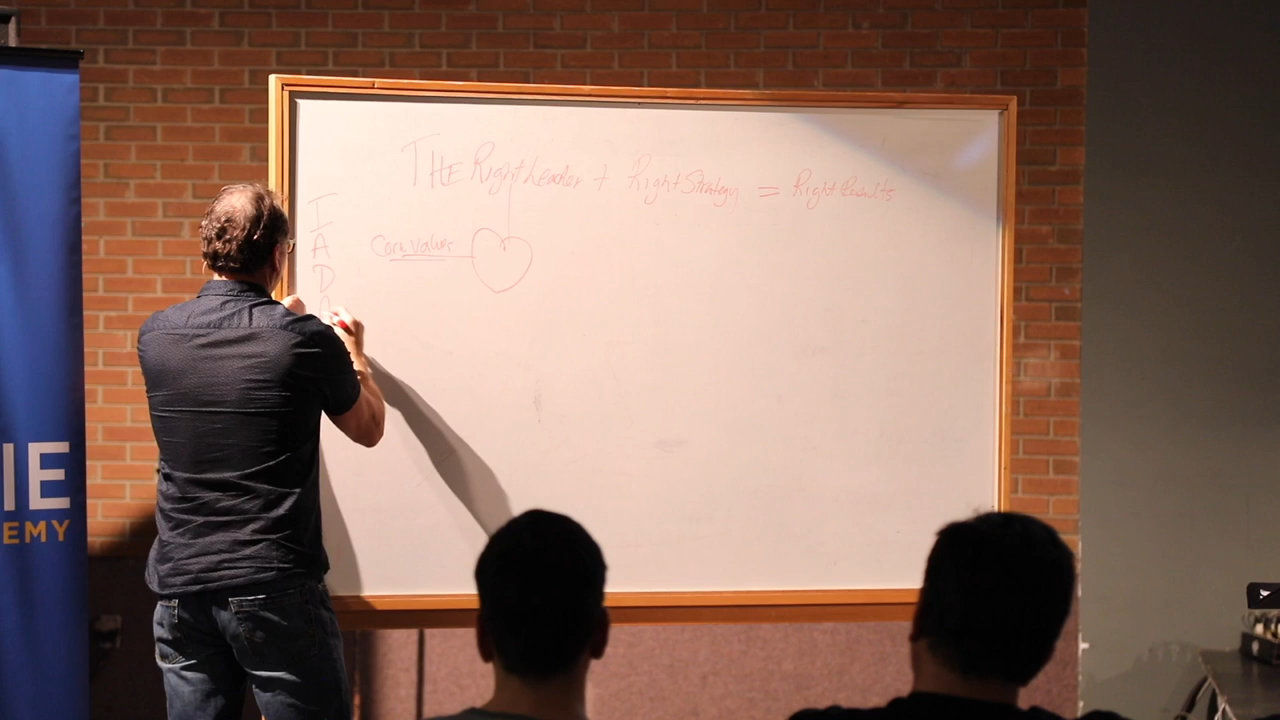 THE Right Leader + Right Strategy = Right Results
Core Values
I
A
D
IE
EMY